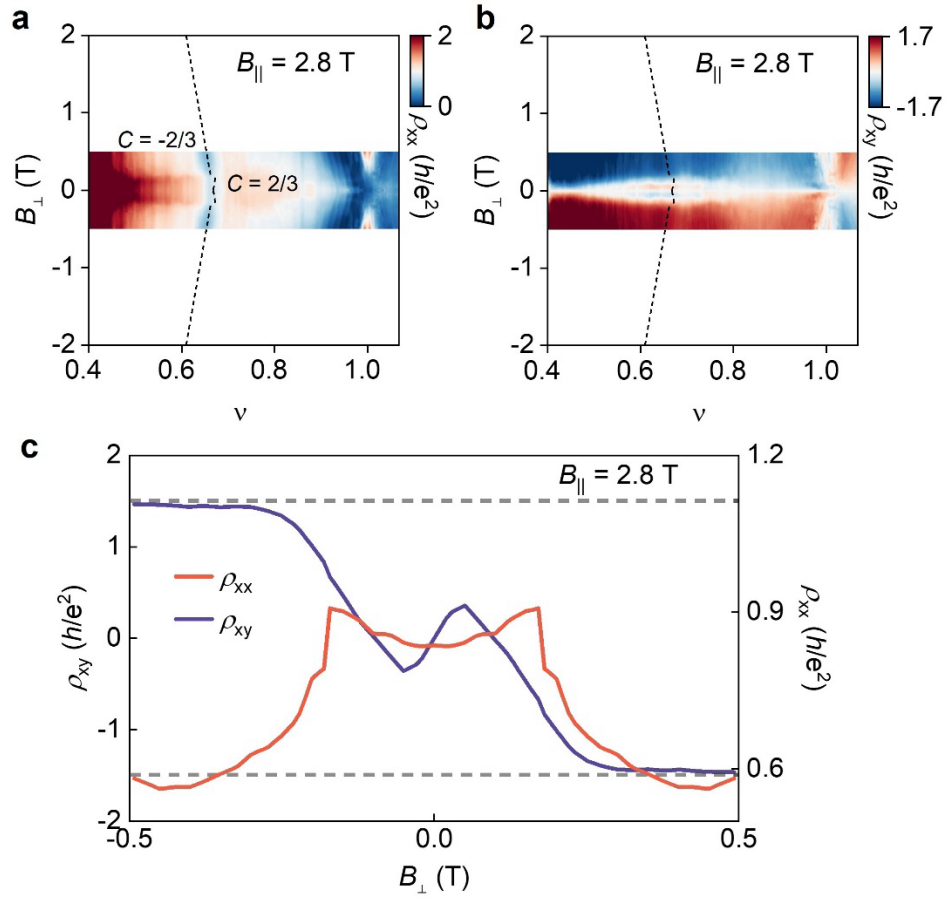 a
b
B|| = 2.8 T
B|| = 2.8 T
2
0
ρxx (h/e²)
1.7
-1.7
ρxy (h/e²)
C = -2/3
C = 2/3
B⊥ (T)
2
1
0
-1
-2
0.4 0.6 0.8 1.0
ν
B⊥ (T)
2
1
0
-1
-2
0.4 0.6 0.8 1.0
ν
c
B|| = 2.8 T
ρxx
ρxy
ρxy (h/e²)
2
1
0
-1
-2
ρxx (h/e²)
1.2
0.9
0.6
-0.5 0.0 0.5
B⊥ (T)